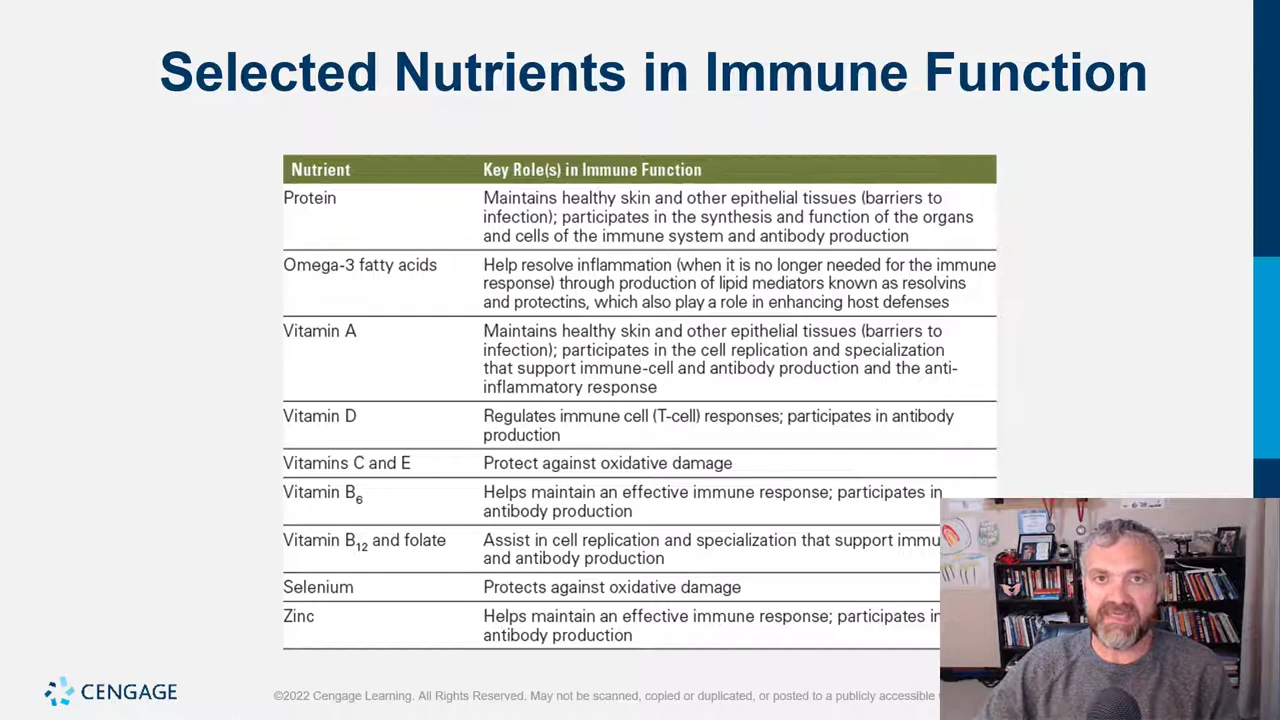 Selected Nutrients in Immune Function
Nutrient Key Role(s) in Immune Function
Protein Maintains healthy skin and other epithelial tissues (barriers to
infection); participates in the synthesis and function of the organs
and cells of the immune system and antibody production
Omega-3 fatty acids Help resolve inflammation (when it is no longer needed for the immune
response) through production of lipid mediators known as resolvins
and protectins, which also play a role in enhancing host defenses
Vitamin A Maintains healthy skin and other epithelial tissues (barriers to
infection); participates in the cell replication and specialization
that support immune-cell and antibody production and the anti-
inflammatory response
Vitamin D Regulates immune cell (T-cell) responses; participates in antibody
production
Vitamins C and E Protect against oxidative damage
Vitamin B6 Helps maintain an effective immune response; participates in
antibody production
Vitamin B12 and folate Assist in cell replication and specialization that support immu
and antibody production
Selenium Protects against oxidative damage
Zinc Helps maintain an effective immune response; participates in
antibody production
CENGAGE
©2022 Cengage Learning. All Rights Reserved. May not be scanned, copied or duplicated, or posted to a publicly accessible